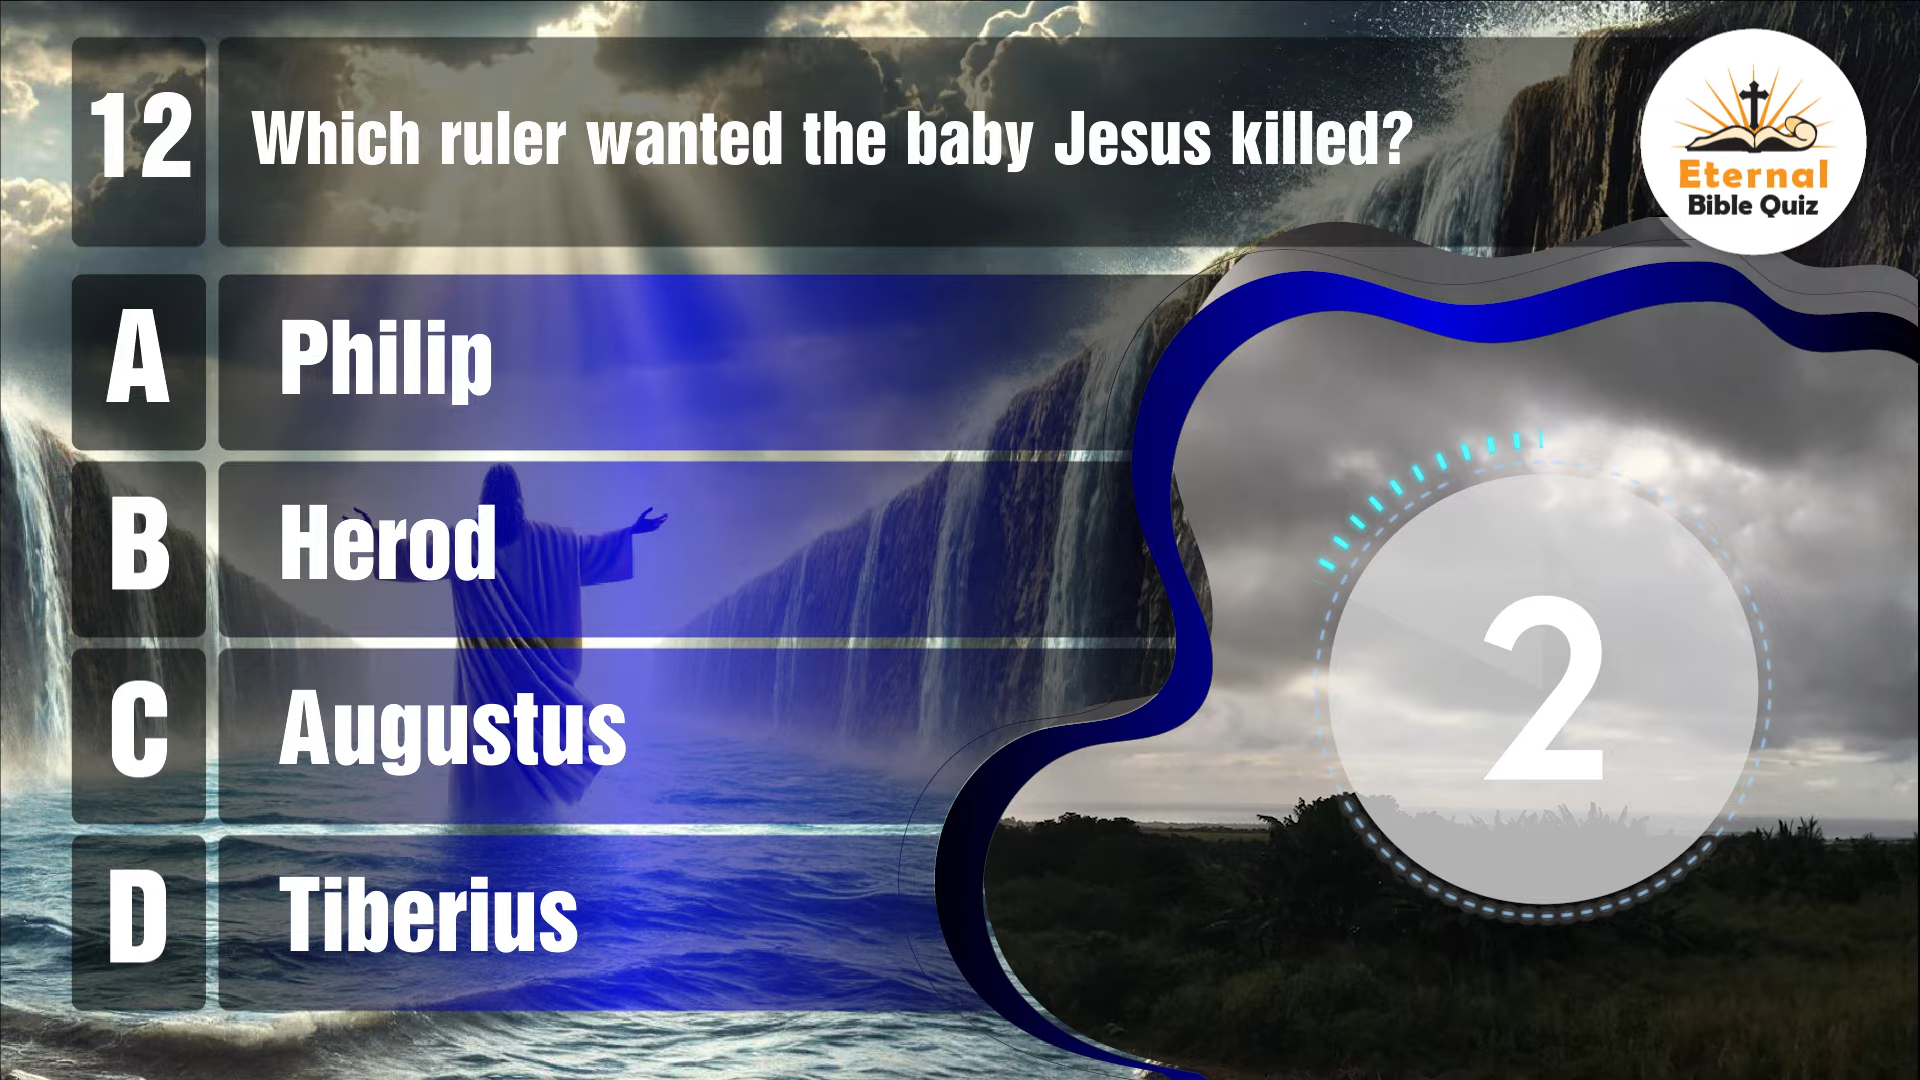 12
Which ruler wanted the baby Jesus killed?
Eternal
Bible Quiz
A
Philip
B
Herod
C
Augustus
D
Tiberius
2